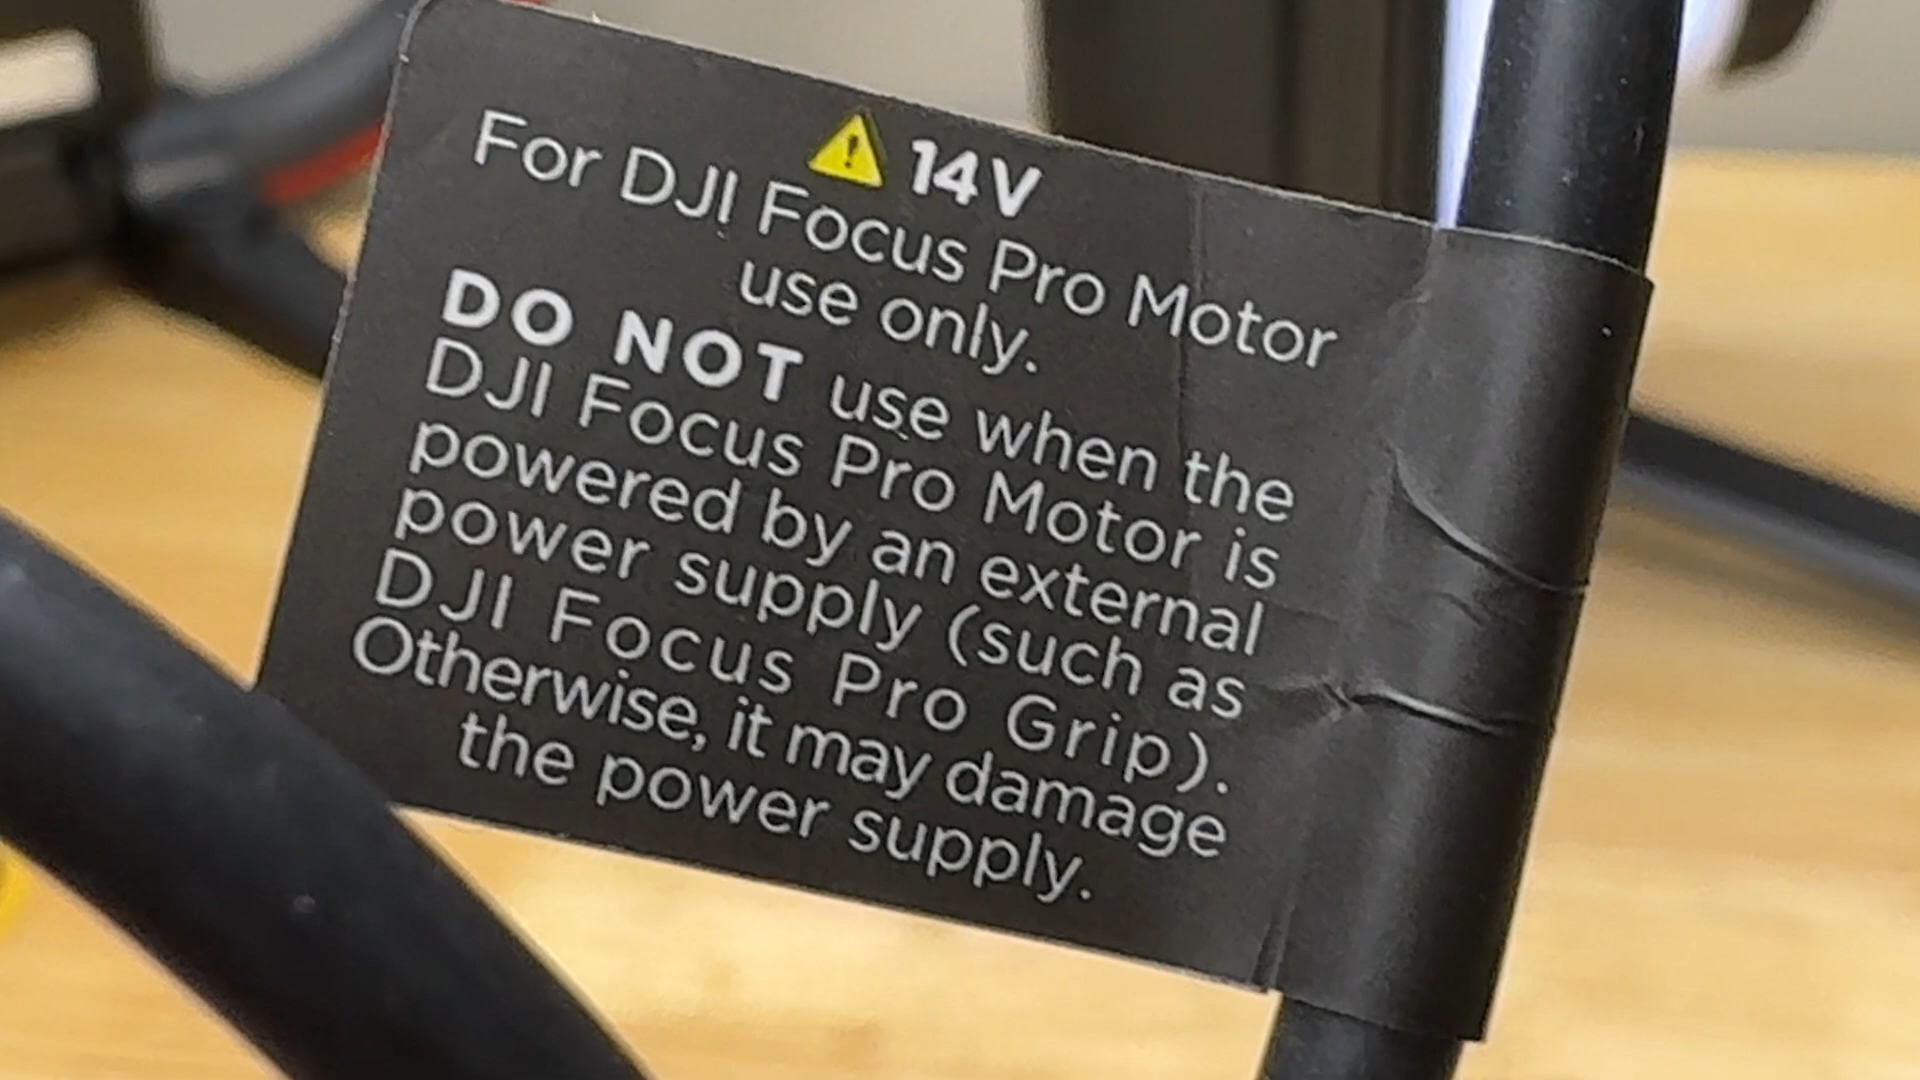 14V
For DJI Focus Pro Motor
use only.
DO NOT use when the
DJI Focus Pro Motor is
powered by an external
power supply (such as
DJI Focus Pro Grip).
Otherwise, it may damage
the power supply.